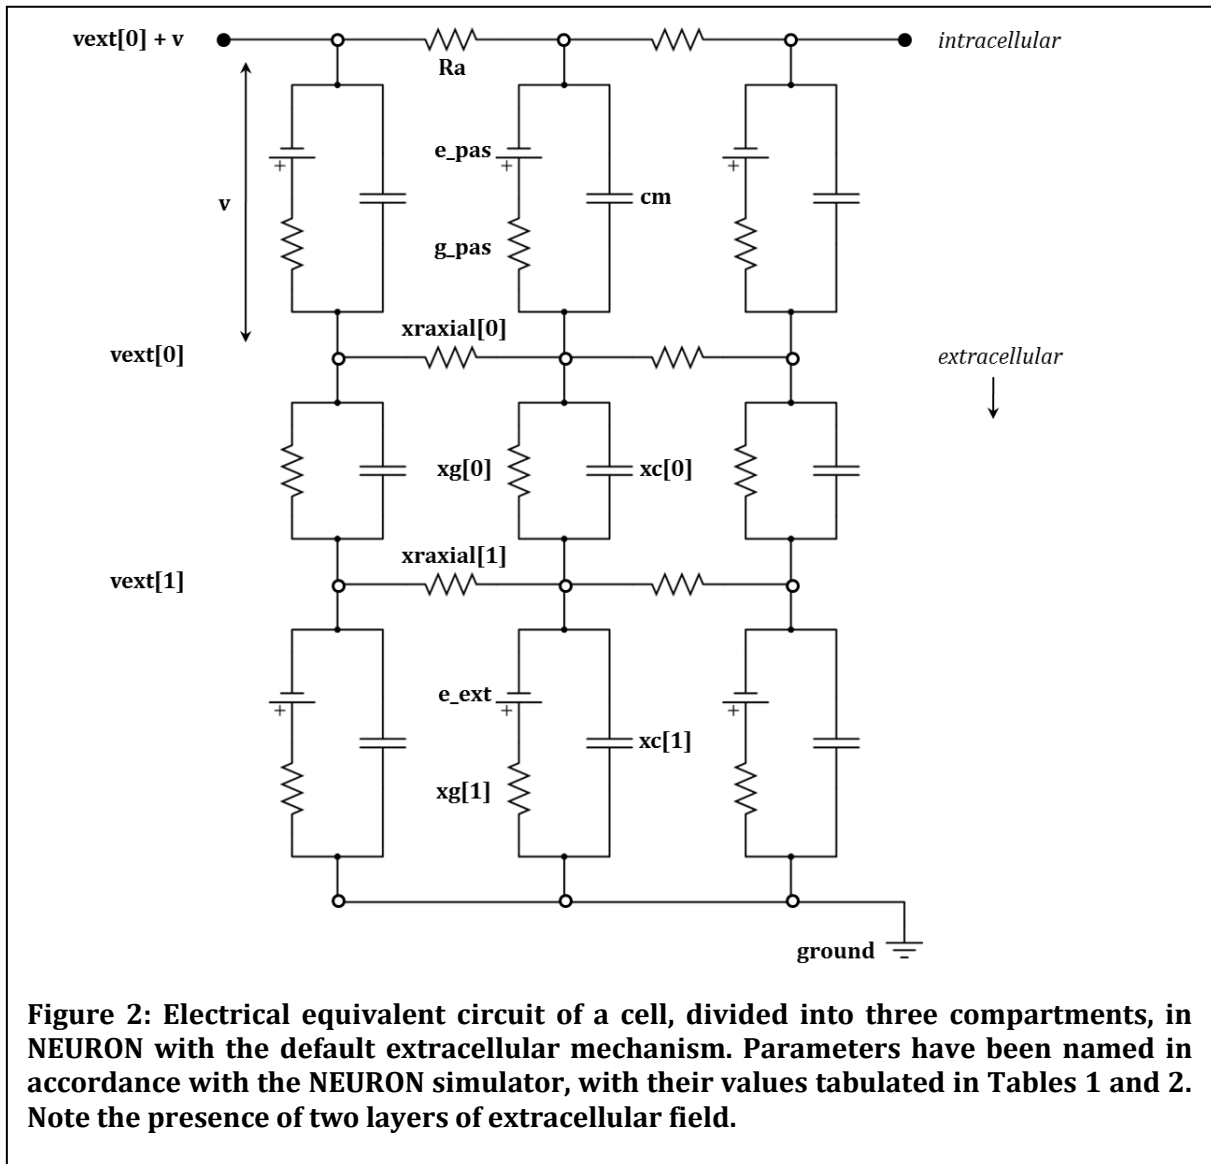 vext[0] + v
intracellular
Ra
e_pas
+
+
+
v
cm
g_pas
xraxial[0]
vext[0]
extracellular
xg[0]
xc[0]
xraxial[1]
vext[1]
e_ext
+
+
+
xc[1]
xg[1]
ground
Figure 2: Electrical equivalent circuit of a cell, divided into three compartments, in
NEURON with the default extracellular mechanism. Parameters have been named in
accordance with the NEURON simulator, with their values tabulated in Tables 1 and 2.
Note the presence of two layers of extracellular field.